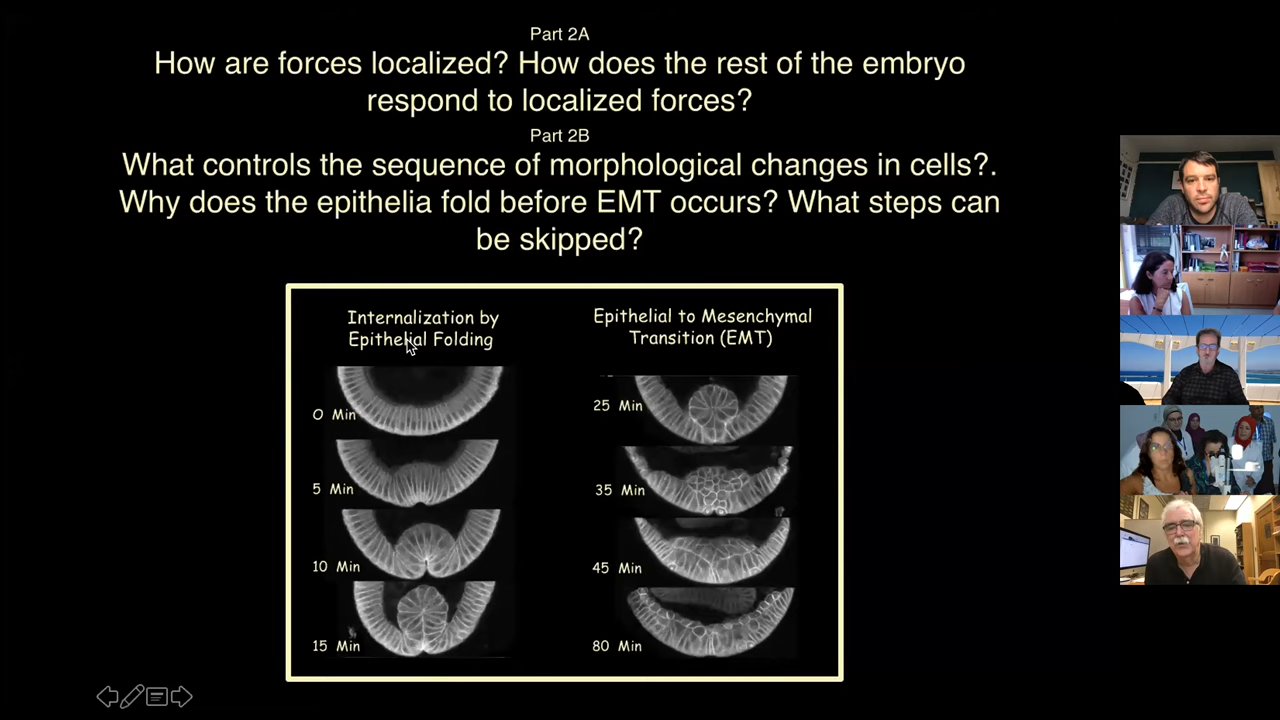 Part 2A
How are forces localized? How does the rest of the embryo
respond to localized forces?
Part 2B
What controls the sequence of morphological changes in cells?.
Why does the epithelia fold before EMT occurs? What steps can
be skipped?
Internalization by
Epithelial Folding
0 Min
5 Min
10 Min
15 Min
Epithelial to Mesenchymal
Transition (EMT)
25 Min
35 Min
45 Min
80 Min